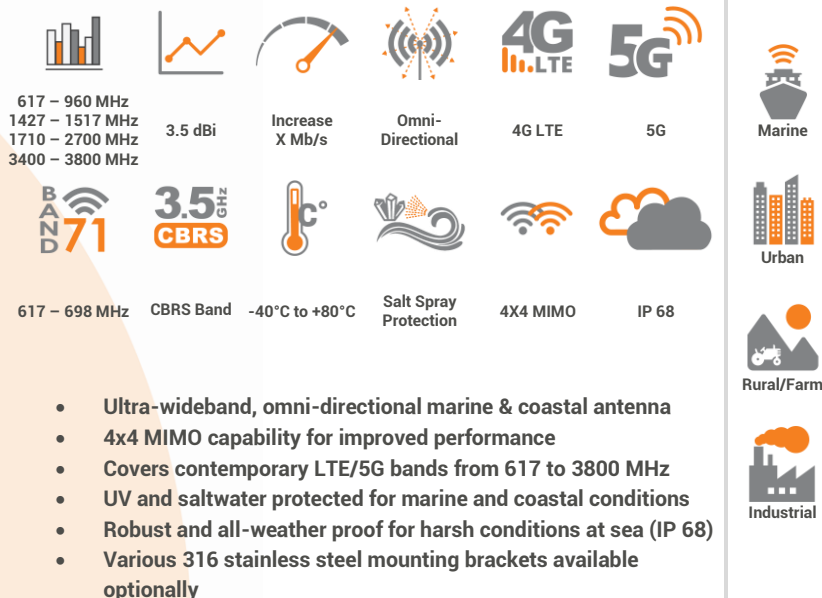 4G
LTE
5G
617 – 960 MHz
1427 – 1517 MHz
1710 – 2700 MHz
3400 – 3800 MHz
3.5 dBi
Increase
X Mb/s
Omni-
Directional
4G LTE
5G
Marine
BAND
71
3.5 GHz
CBRS
C°
Urban
617 – 698 MHz
CBRS Band
-40°C to +80°C
Salt Spray
Protection
4X4 MIMO
IP 68
Rural/Farm
• Ultra-wideband, omni-directional marine & coastal antenna
• 4x4 MIMO capability for improved performance
• Covers contemporary LTE/5G bands from 617 to 3800 MHz
• UV and saltwater protected for marine and coastal conditions
• Robust and all-weather proof for harsh conditions at sea (IP 68)
• Various 316 stainless steel mounting brackets available
optionally
Industrial